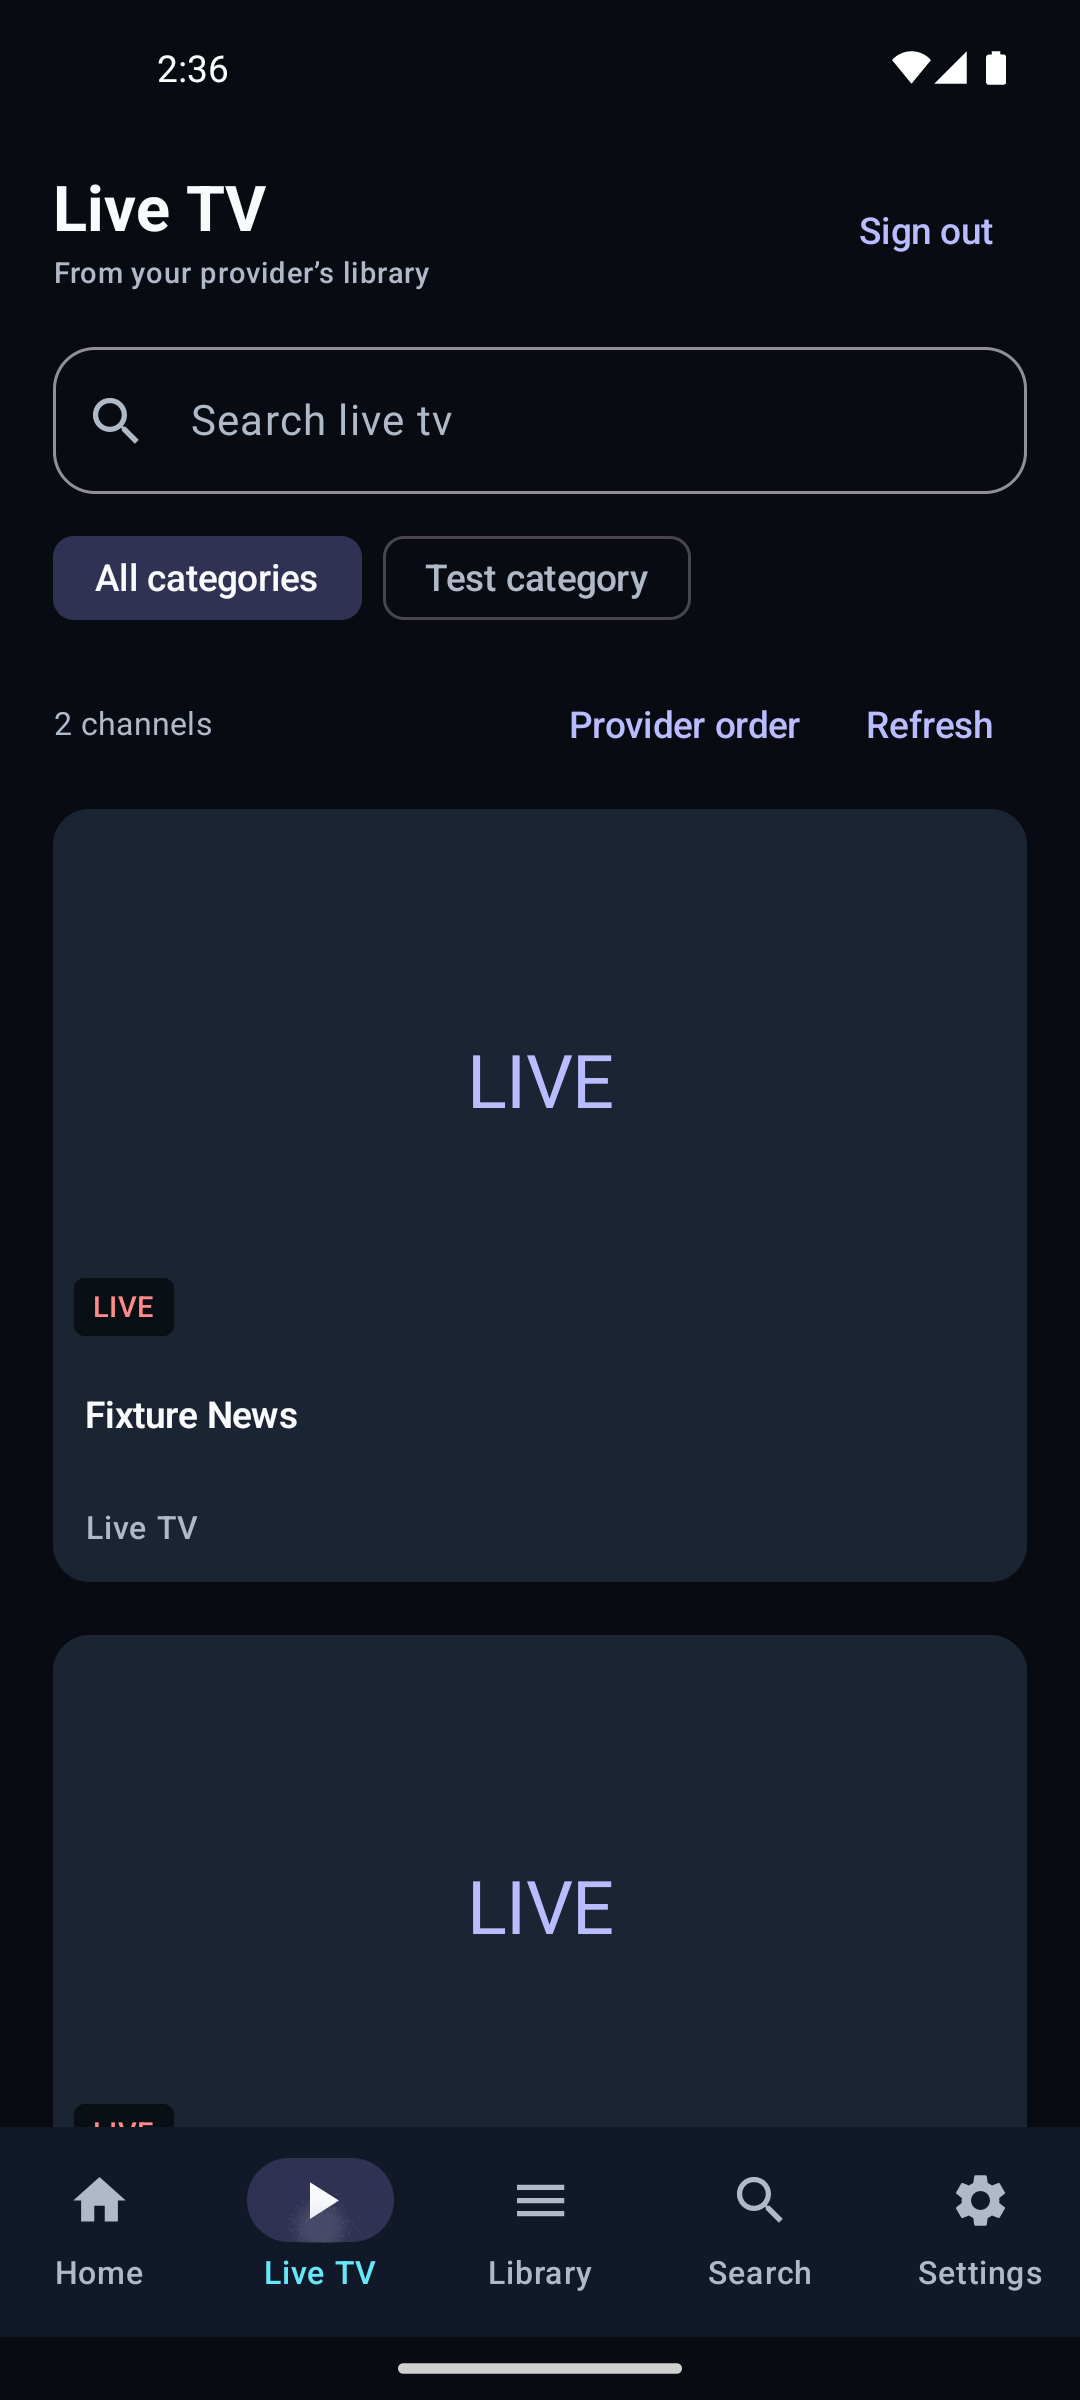 2:36
Live TV
Sign out
From your provider’s library
Search live tv
All categories
Test category
2 channels
Provider order
Refresh
LIVE
LIVE
Fixture News
Live TV
LIVE
LIVE
Home
Live TV
Library
Search
Settings